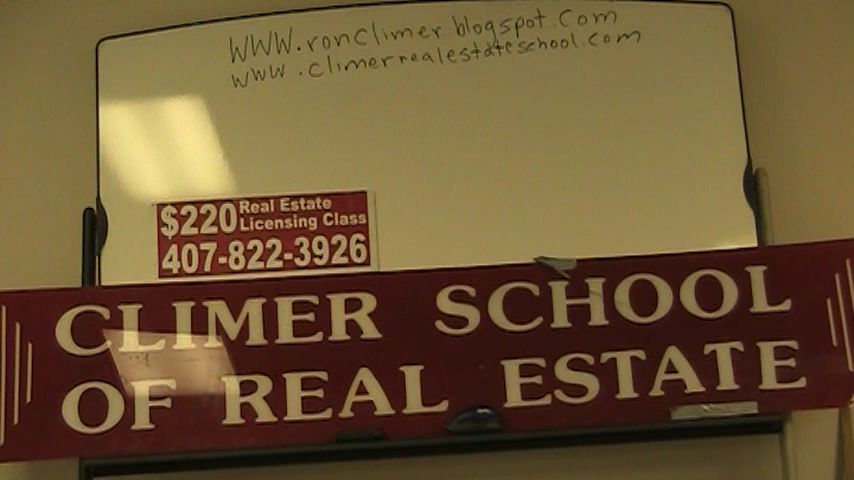 WWW.ronclimer.blogspot.com
www.climerrealestateschool.com
$220 Real Estate
Licensing Class
407-822-3926
CLIMER SCHOOL
OF REAL ESTATE